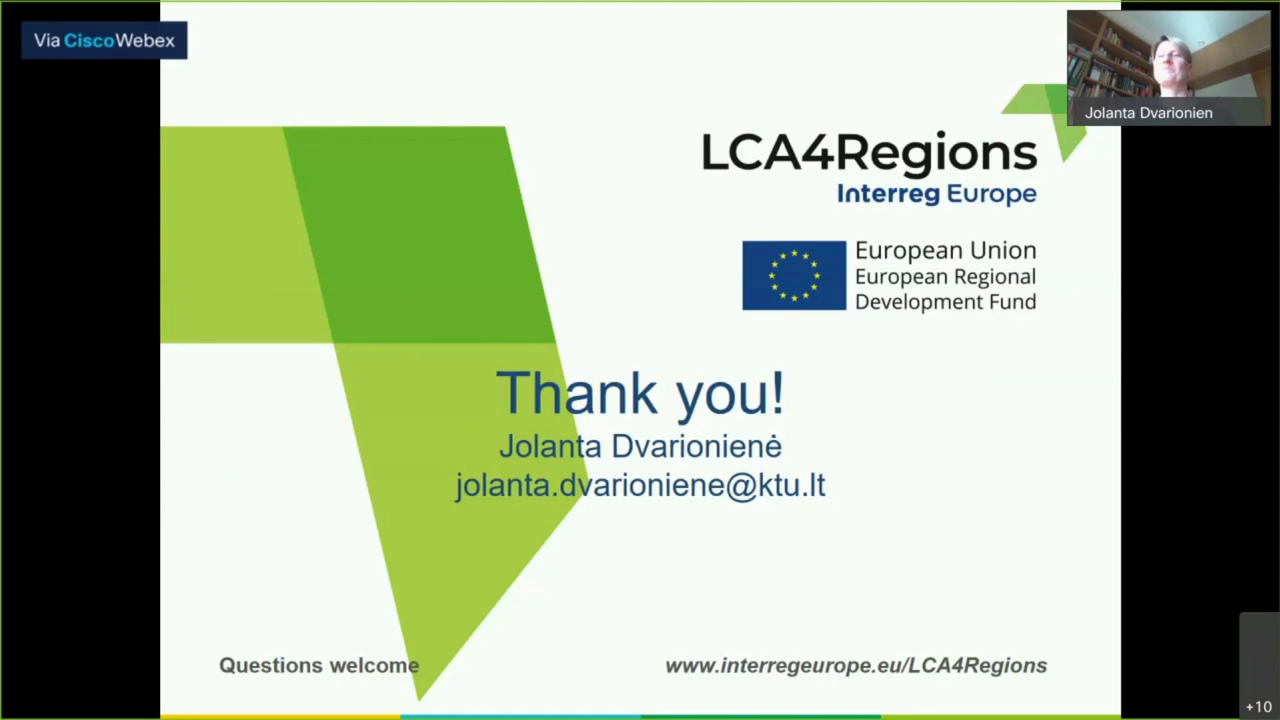 Via CiscoWebex
Jolanta Dvarionien
LCA4Regions
Interreg Europe
European Union
European Regional
Development Fund
Thank you!
Jolanta Dvarionienė
jolanta.dvarioniene@ktu.lt
Questions welcome
www.interregeurope.eu/LCA4Regions
+10